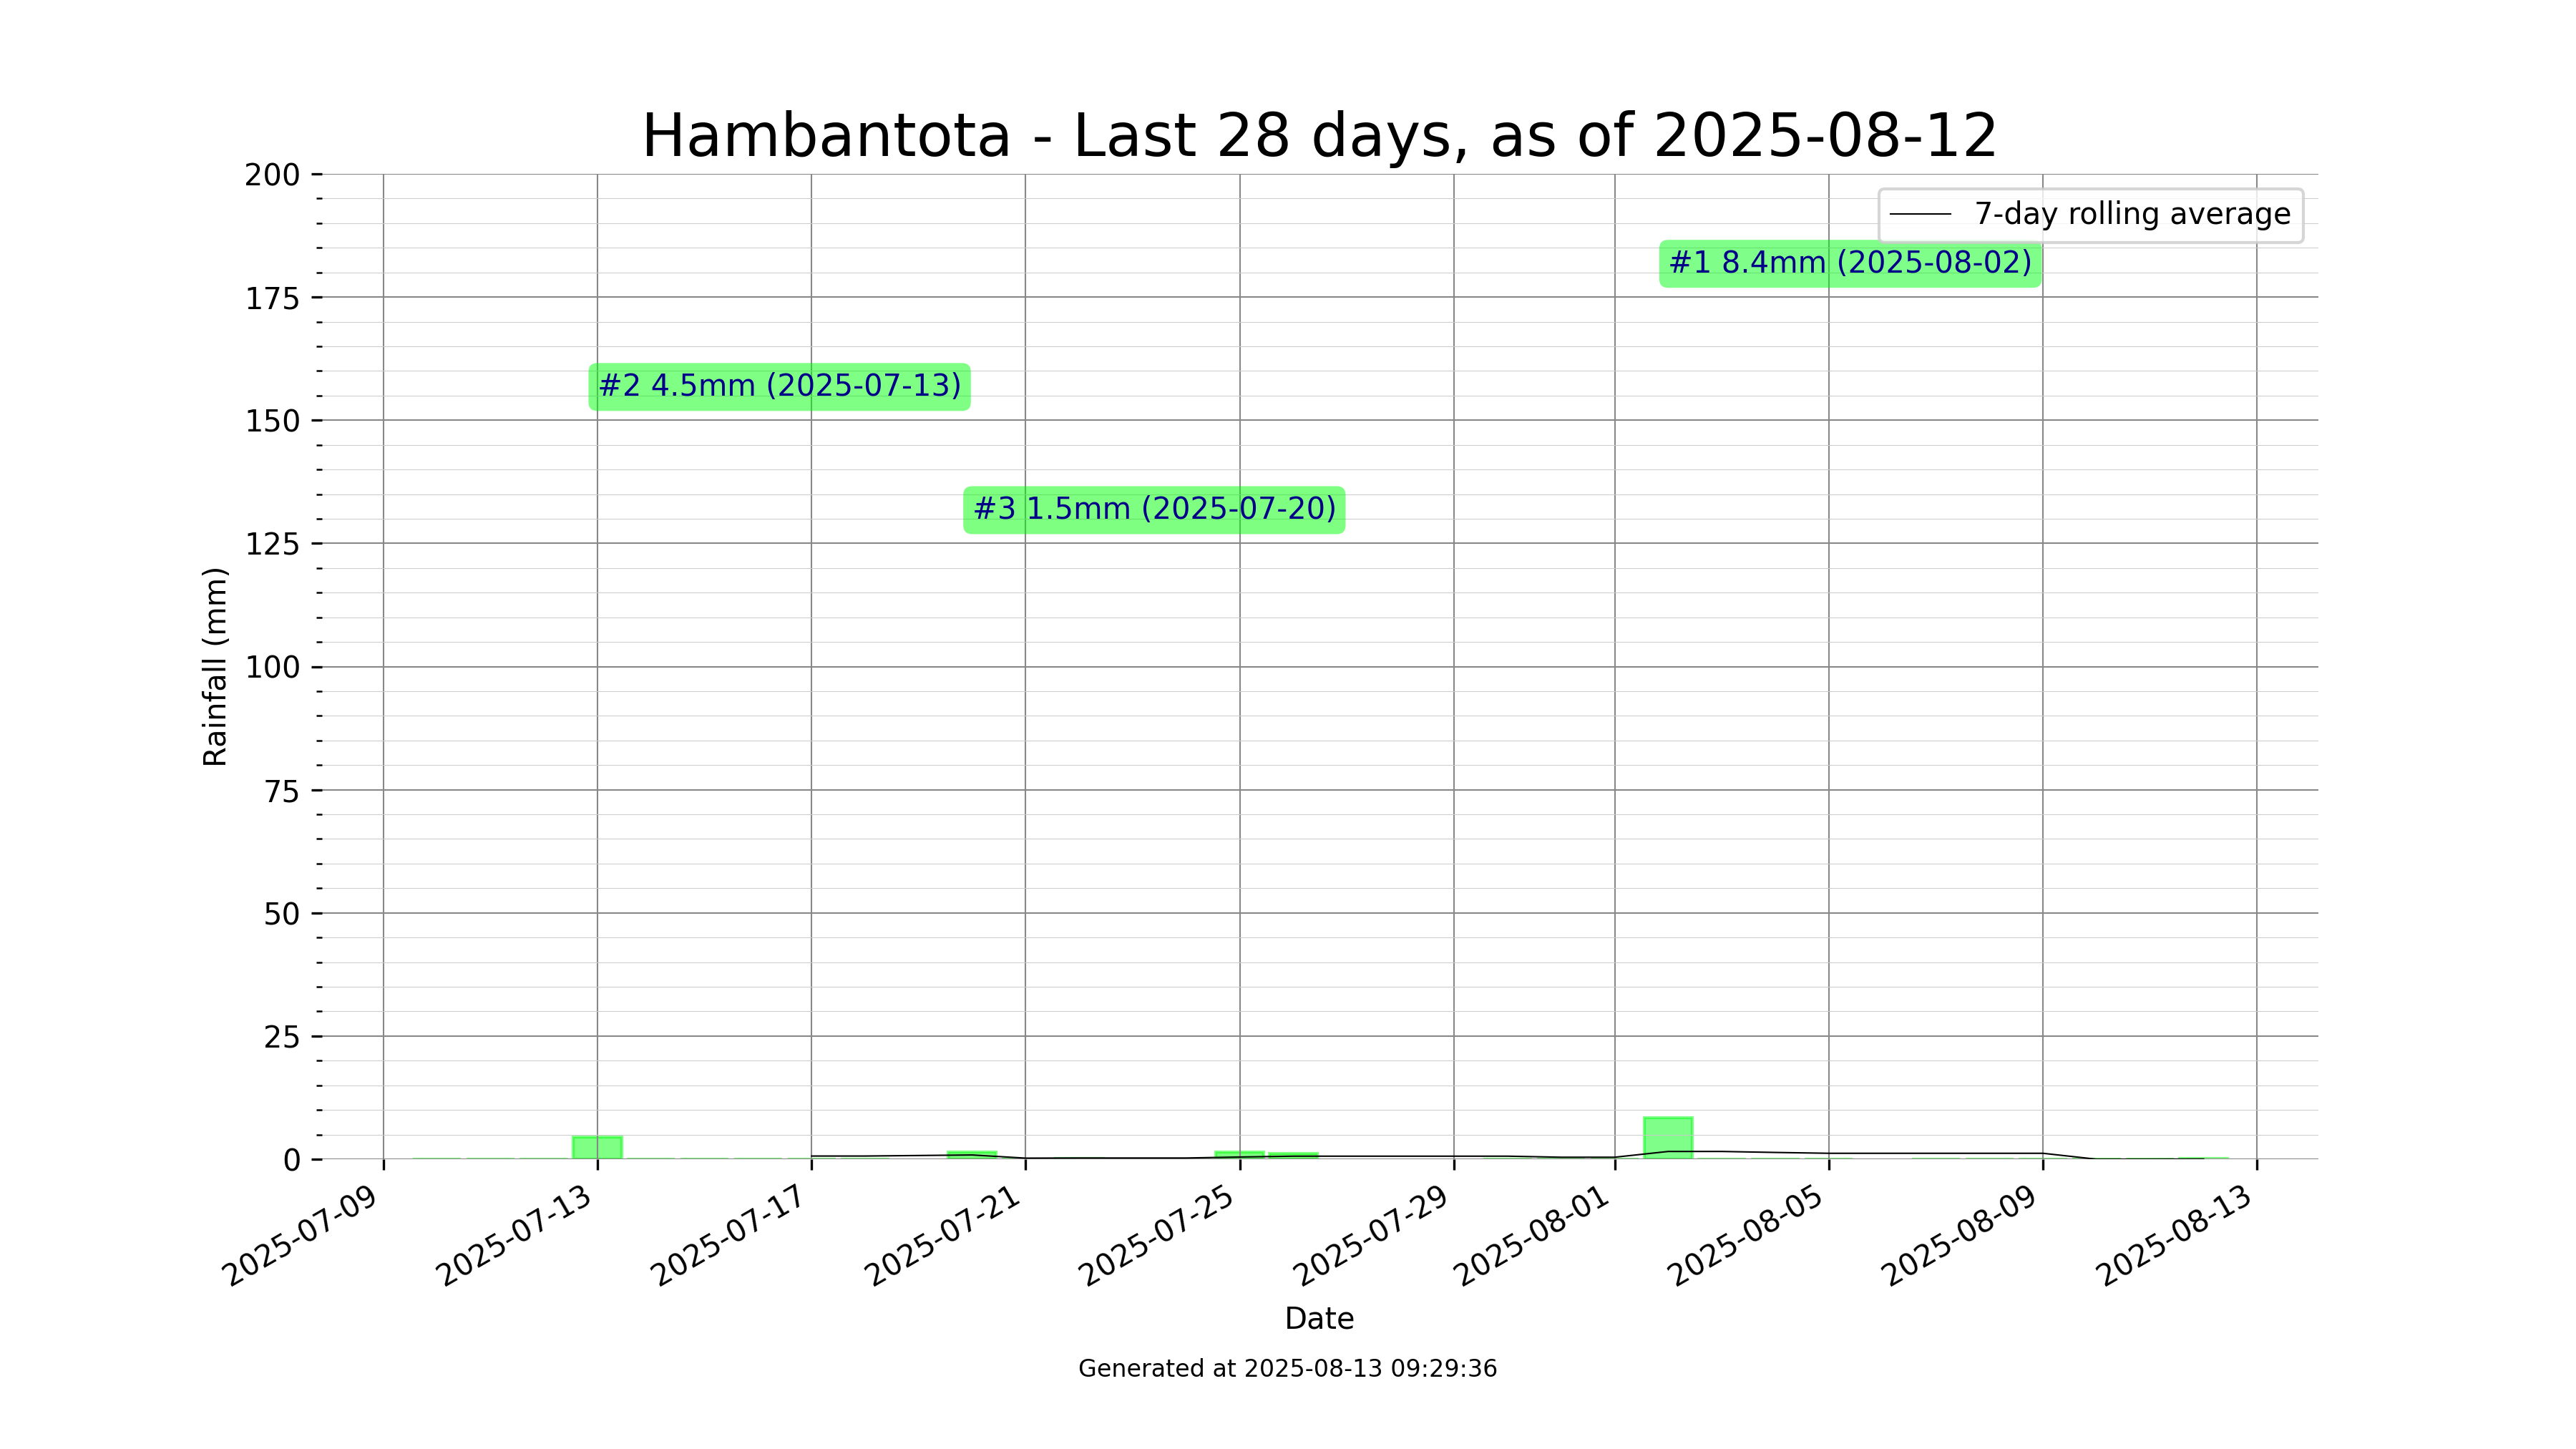 Hambantota - Last 28 days, as of 2025-08-12
7-day rolling average
#1 8.4mm (2025-08-02)
#2 4.5mm (2025-07-13)
#3 1.5mm (2025-07-20)
Rainfall (mm)
200
175
150
125
100
75
50
25
0
2025-07-09
2025-07-13
2025-07-17
2025-07-21
2025-07-25
2025-07-29
2025-08-01
2025-08-05
2025-08-09
2025-08-13
Date
Generated at 2025-08-13 09:29:36